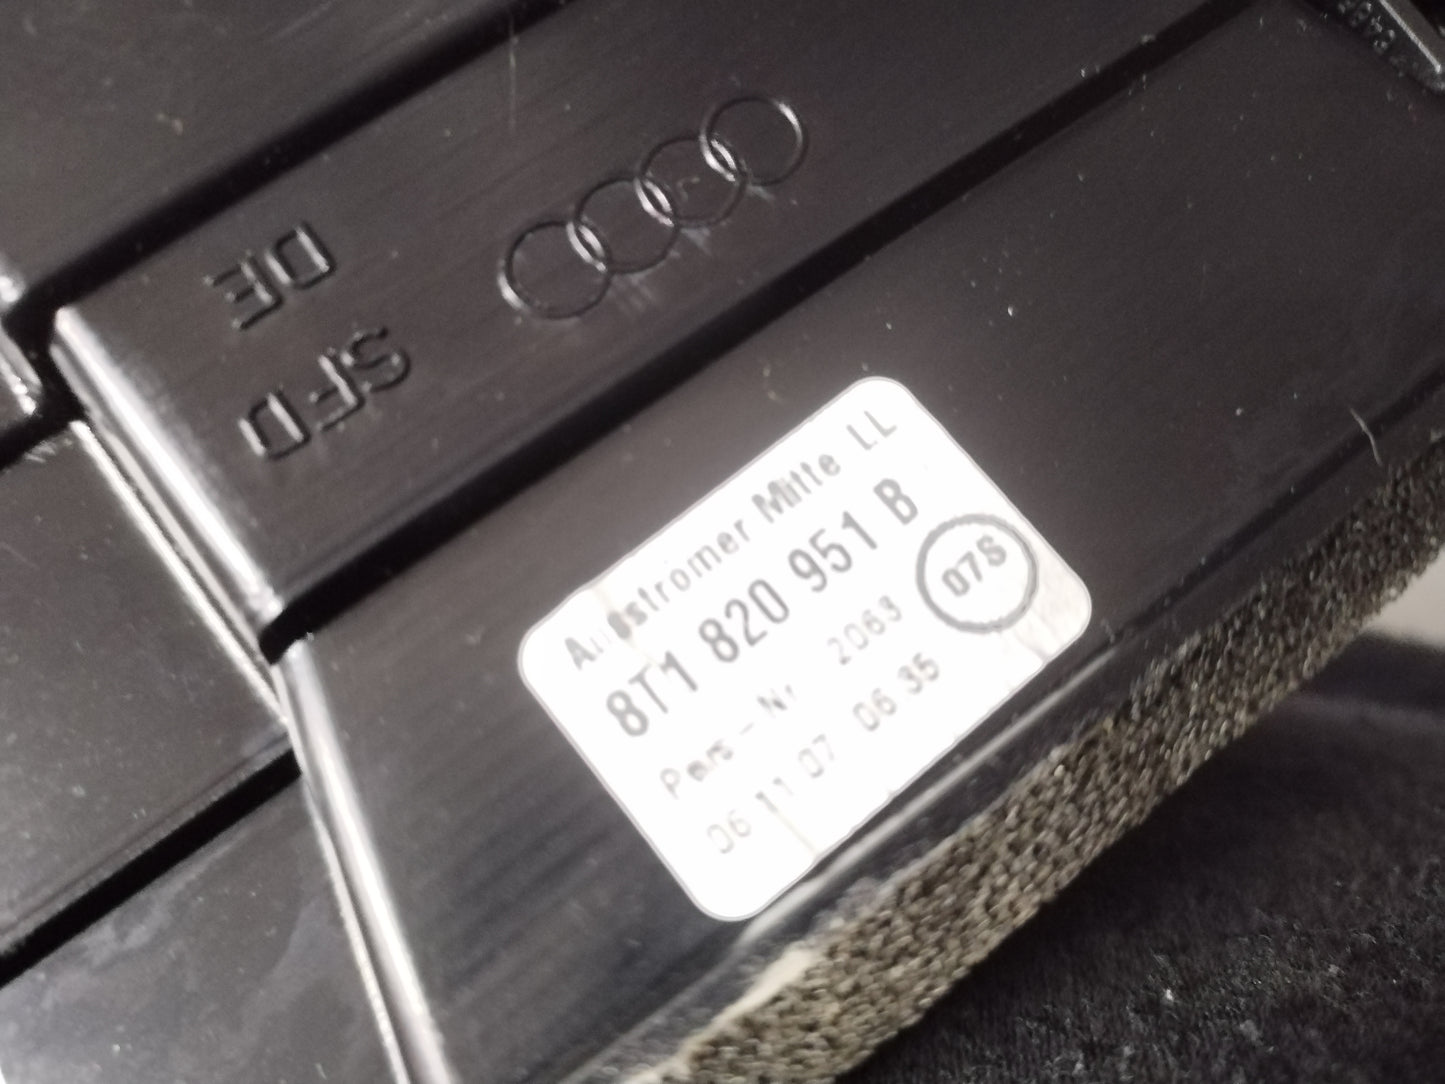 DE
SFD
Ausstromer Mitte LL
8T1 820 951 B
Pers-Nr 2063
07S
06 11 07 06.35